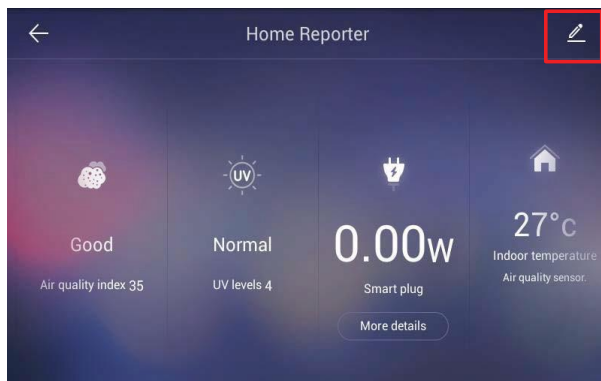 Home Reporter
UV
Good
Air quality index 35
Normal
UV levels 4
0.00w
Smart plug
More details
27°c
Indoor temperature
Air quality sensor.